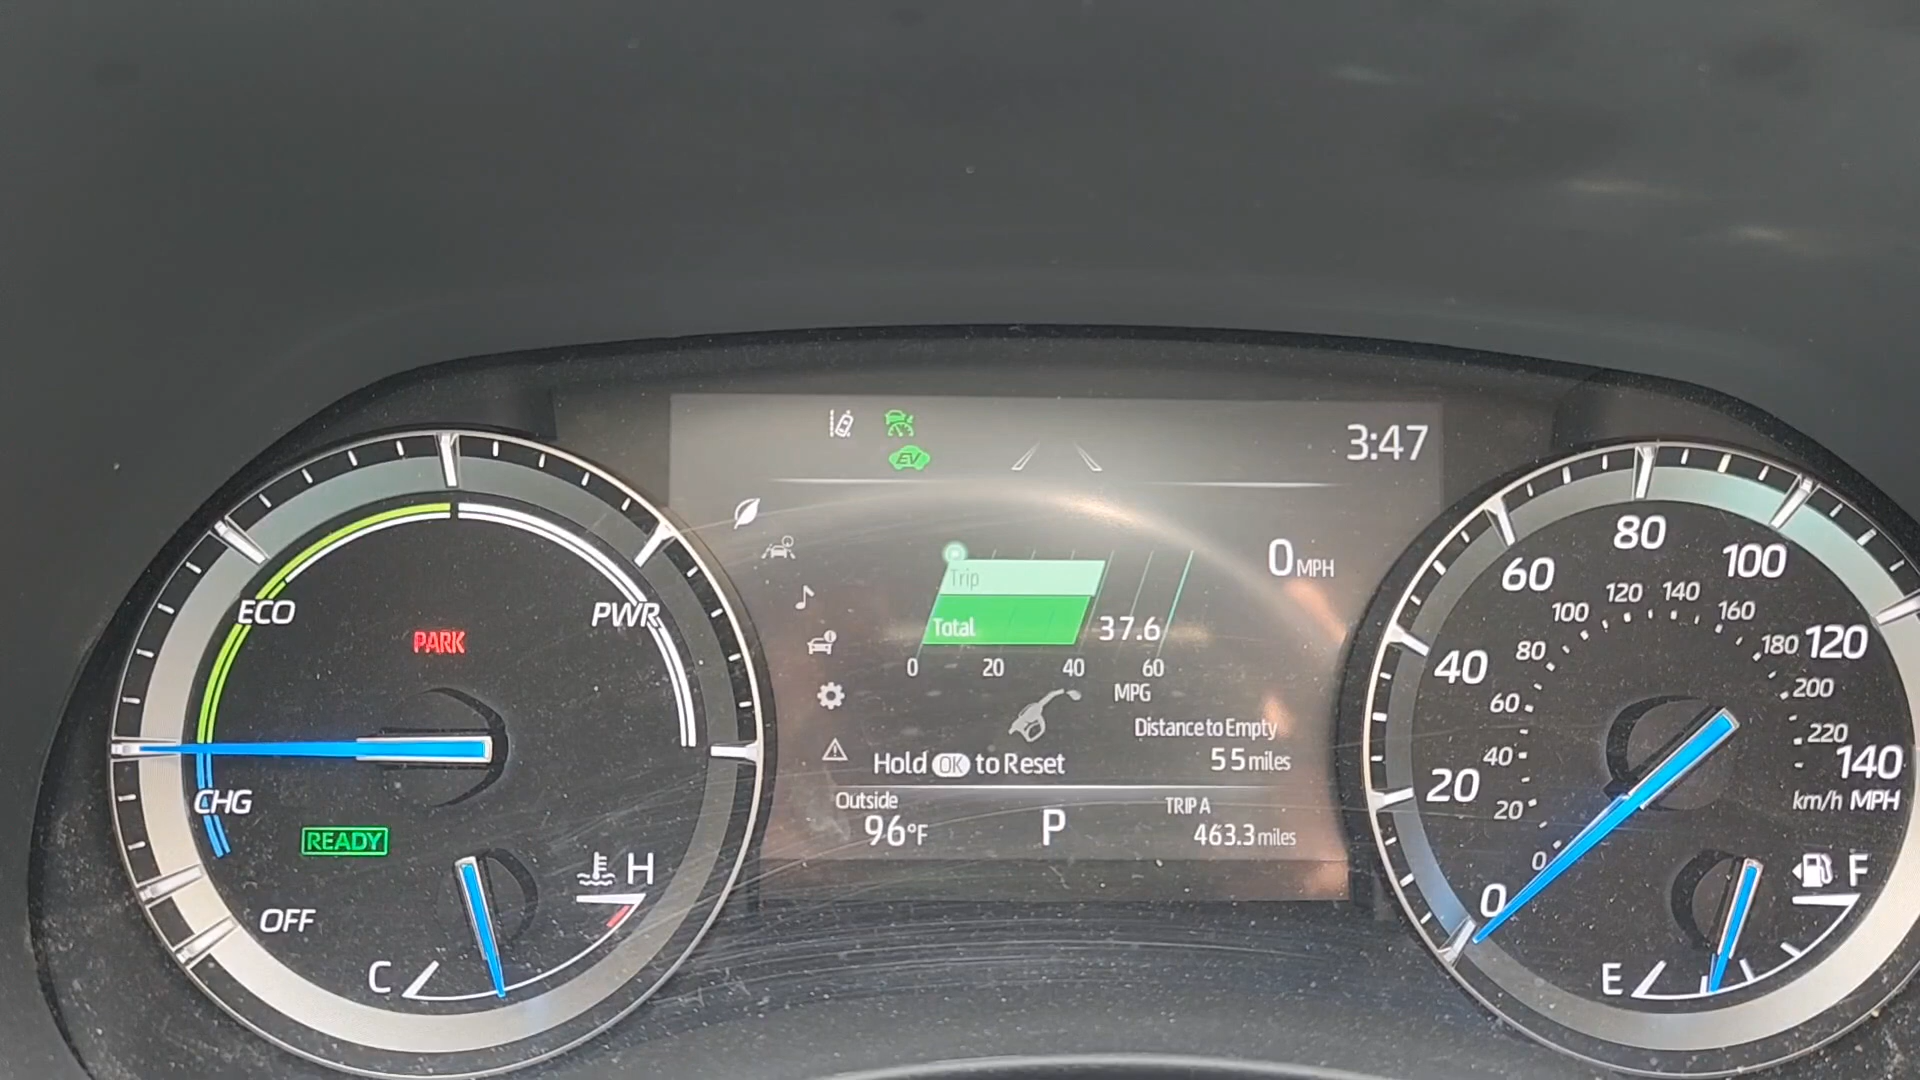 3:47
EV
ECO
PWR
PARK
CHG
READY
OFF
C
H
Trip
Total
37.6
0 20 40 60
MPG
0 MPH
Distance to Empty
55 miles
Hold OK to Reset
Outside
96°F
P
TRIP A
463.3 miles
0 20 40 60 80 100 120 140
0 20 40 60 80 100 120 140 160 180 200 220
km/h MPH
E
F